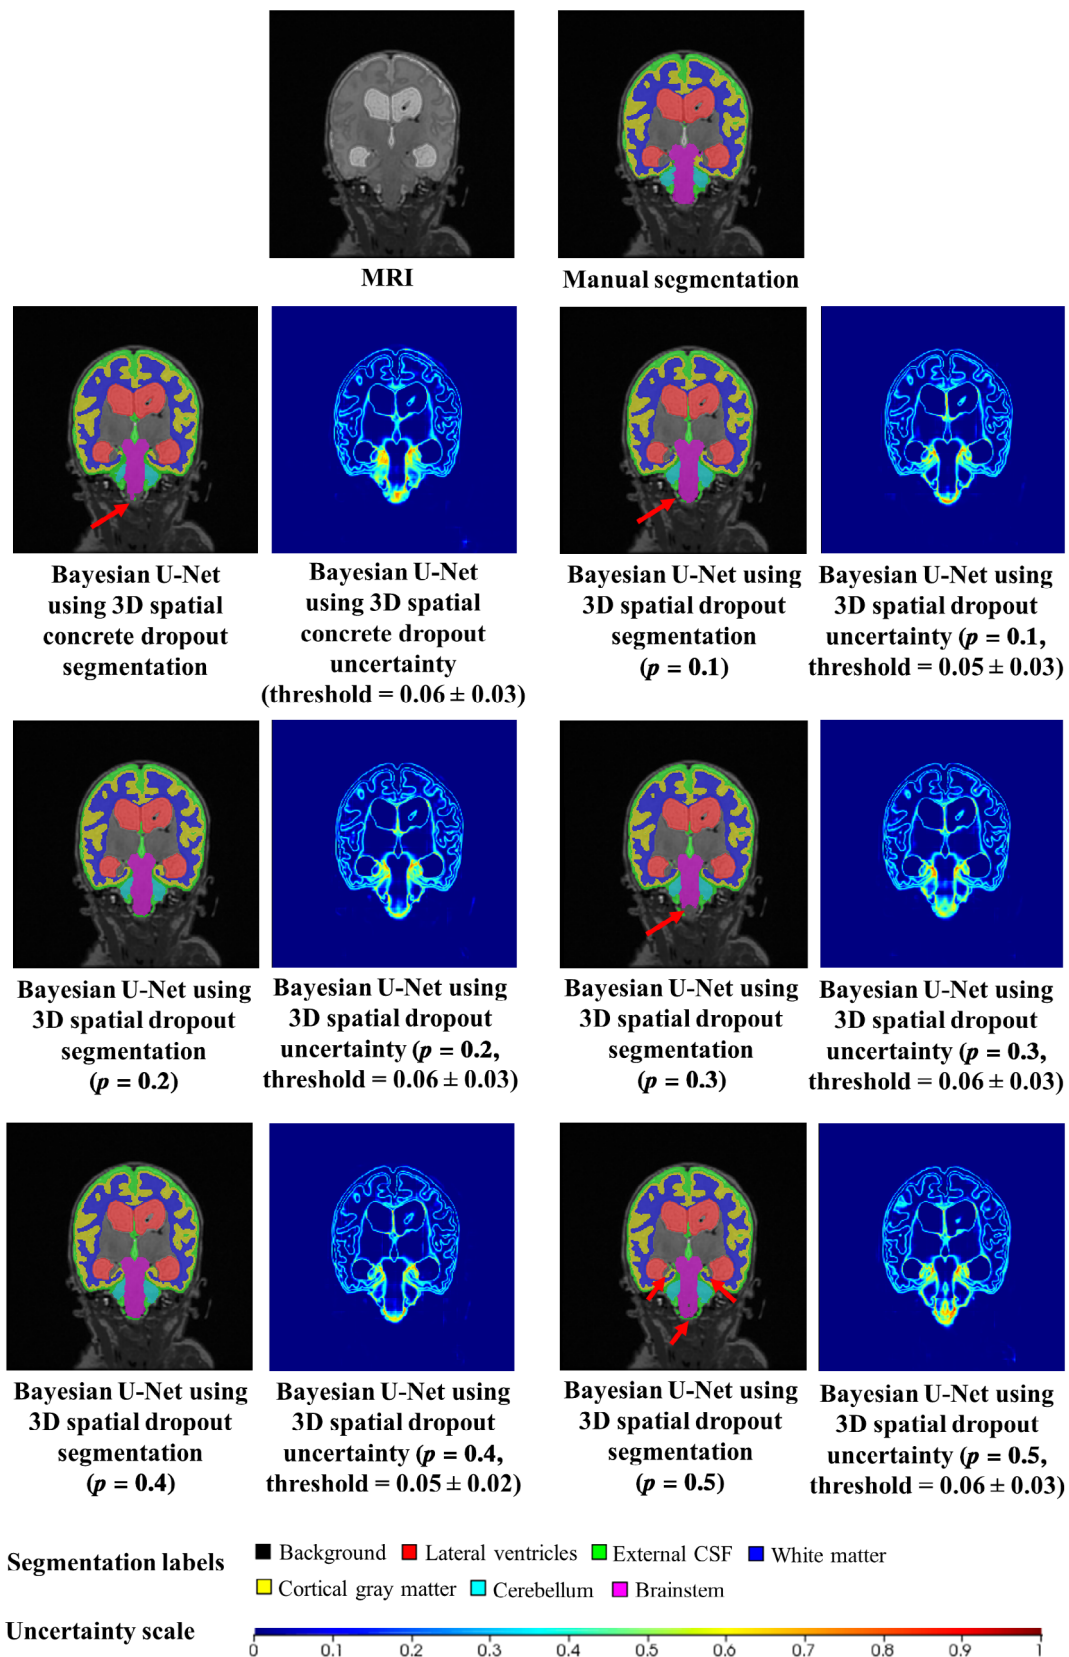 MRI
Manual segmentation
Bayesian U-Net
using 3D spatial
concrete dropout
segmentation
Bayesian U-Net
using 3D spatial
concrete dropout
uncertainty
(threshold = 0.06 ± 0.03)
Bayesian U-Net using
3D spatial dropout
segmentation
(p = 0.1)
Bayesian U-Net using
3D spatial dropout
uncertainty (p = 0.1,
threshold = 0.05 ± 0.03)
Bayesian U-Net using
3D spatial dropout
segmentation
(p = 0.2)
Bayesian U-Net using
3D spatial dropout
uncertainty (p = 0.2,
threshold = 0.06 ± 0.03)
Bayesian U-Net using
3D spatial dropout
segmentation
(p = 0.3)
Bayesian U-Net using
3D spatial dropout
uncertainty (p = 0.3,
threshold = 0.06 ± 0.03)
Bayesian U-Net using
3D spatial dropout
segmentation
(p = 0.4)
Bayesian U-Net using
3D spatial dropout
uncertainty (p = 0.4,
threshold = 0.05 ± 0.02)
Bayesian U-Net using
3D spatial dropout
segmentation
(p = 0.5)
Bayesian U-Net using
3D spatial dropout
uncertainty (p = 0.5,
threshold = 0.06 ± 0.03)
Segmentation labels
Background Lateral ventricles External CSF White matter
Cortical gray matter Cerebellum Brainstem
Uncertainty scale
0 0.1 0.2 0.3 0.4 0.5 0.6 0.7 0.8 0.9 1